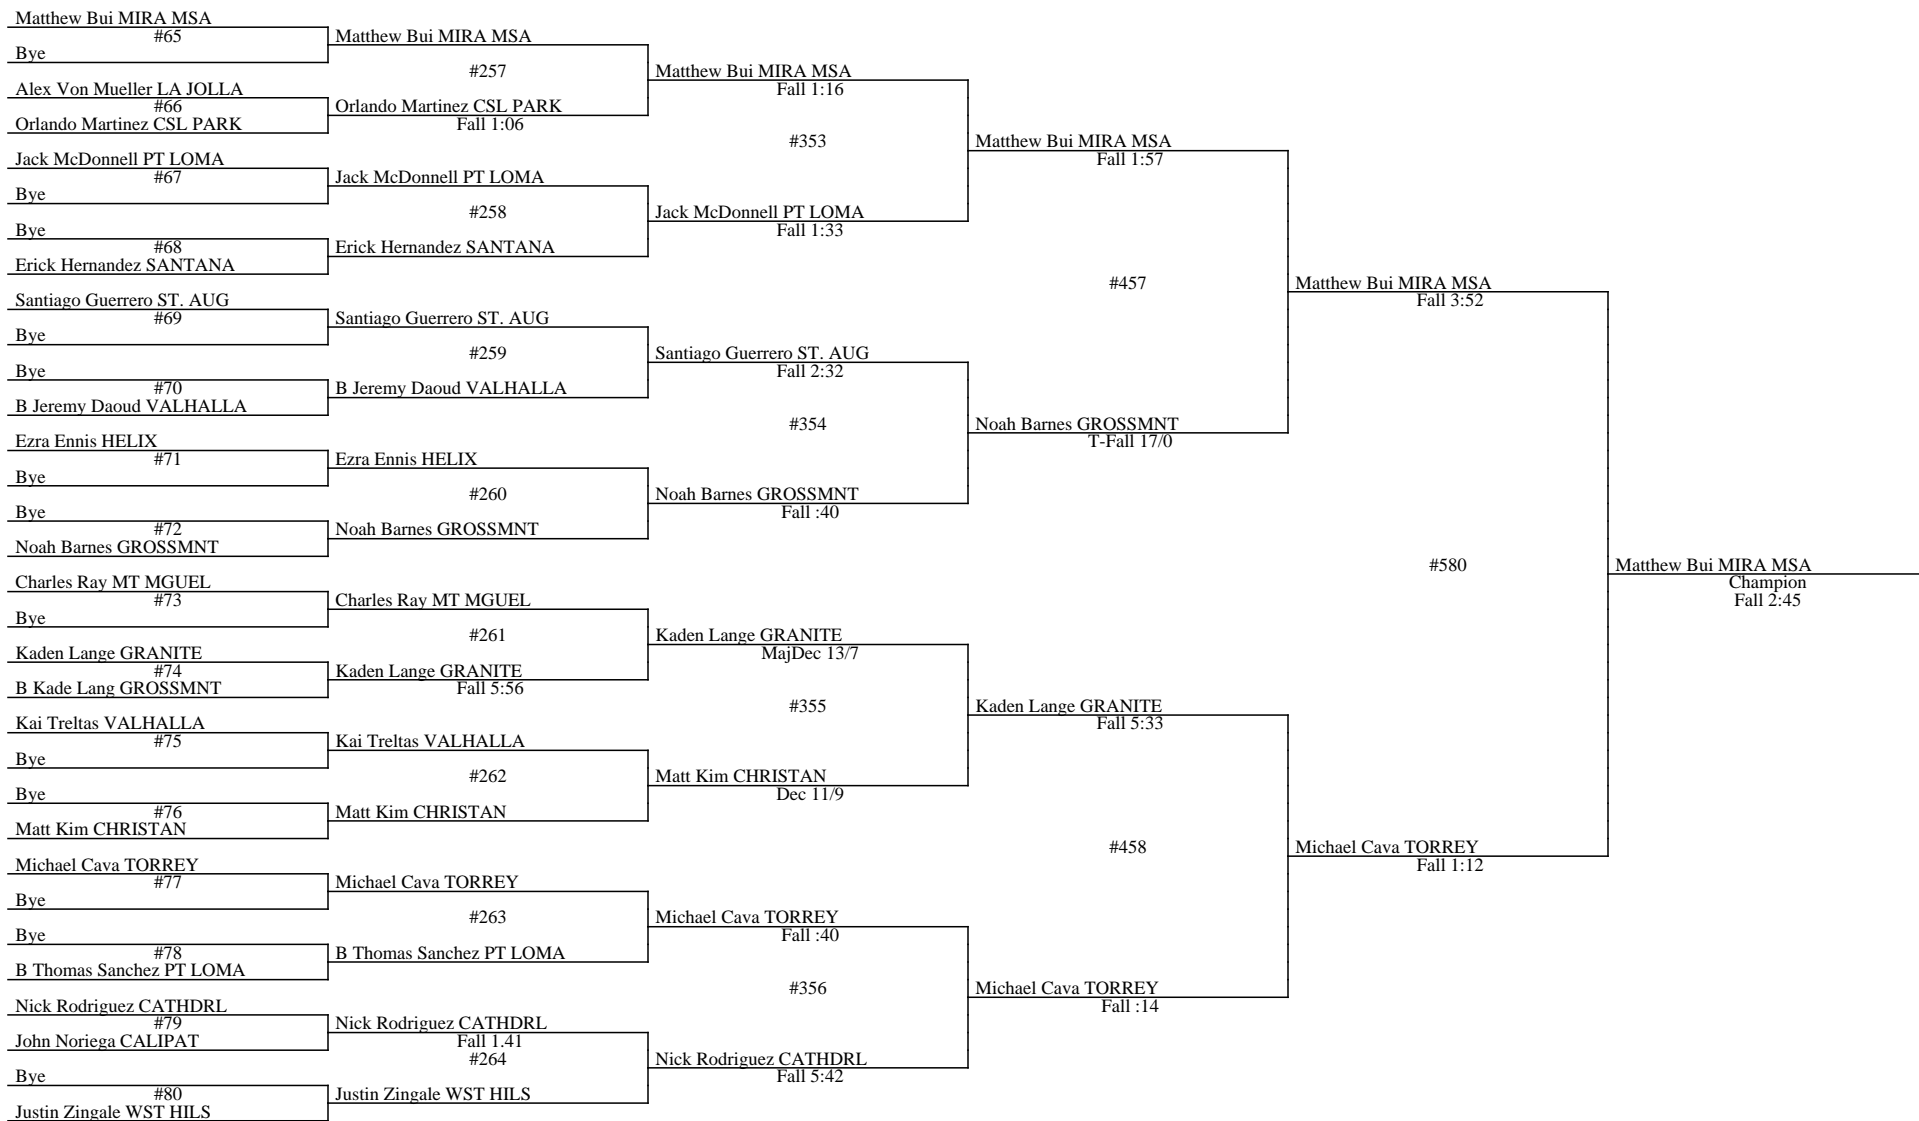 Matthew Bui MIRA MSA
#65
Bye
Alex Von Mueller LA JOLLA
#66
Orlando Martinez CSL PARK
Jack McDonnell PT LOMA
#67
Bye
Bye
#68
Erick Hernandez SANTANA
Santiago Guerrero ST. AUG
#69
Bye
Bye
#70
B Jeremy Daoud VALHALLA
Ezra Ennis HELIX
#71
Bye
Bye
#72
Noah Barnes GROSSMNT
Charles Ray MT MGUEL
#73
Bye
Kaden Lange GRANITE
#74
B Kade Lang GROSSMNT
Kai Treltas VALHALLA
#75
Bye
Bye
#76
Matt Kim CHRISTAN
Michael Cava TORREY
#77
Bye
Bye
#78
B Thomas Sanchez PT LOMA
Nick Rodriguez CATHDRL
#79
John Noriega CALIPAT
Bye
#80
Justin Zingale WST HILS
Matthew Bui MIRA MSA
#257
Orlando Martinez CSL PARK
Fall 1:06
Jack McDonnell PT LOMA
#258
Erick Hernandez SANTANA
Santiago Guerrero ST. AUG
#259
B Jeremy Daoud VALHALLA
Ezra Ennis HELIX
#260
Noah Barnes GROSSMNT
Charles Ray MT MGUEL
#261
Kaden Lange GRANITE
Fall 5:56
Kai Treltas VALHALLA
#262
Matt Kim CHRISTAN
Michael Cava TORREY
#263
B Thomas Sanchez PT LOMA
Nick Rodriguez CATHDRL
Fall 1.41
#264
Justin Zingale WST HILS
Matthew Bui MIRA MSA
Fall 1:16
#353
Jack McDonnell PT LOMA
Fall 1:33
Santiago Guerrero ST. AUG
Fall 2:32
#354
Noah Barnes GROSSMNT
Fall :40
Kaden Lange GRANITE
MajDec 13/7
#355
Matt Kim CHRISTAN
Dec 11/9
Michael Cava TORREY
Fall :40
#356
Nick Rodriguez CATHDRL
Fall 5:42
Matthew Bui MIRA MSA
Fall 1:57
#457
Noah Barnes GROSSMNT
T-Fall 17/0
Kaden Lange GRANITE
Fall 5:33
#458
Michael Cava TORREY
Fall :14
Matthew Bui MIRA MSA
Fall 3:52
#580
Michael Cava TORREY
Fall 1:12
Matthew Bui MIRA MSA
Champion
Fall 2:45